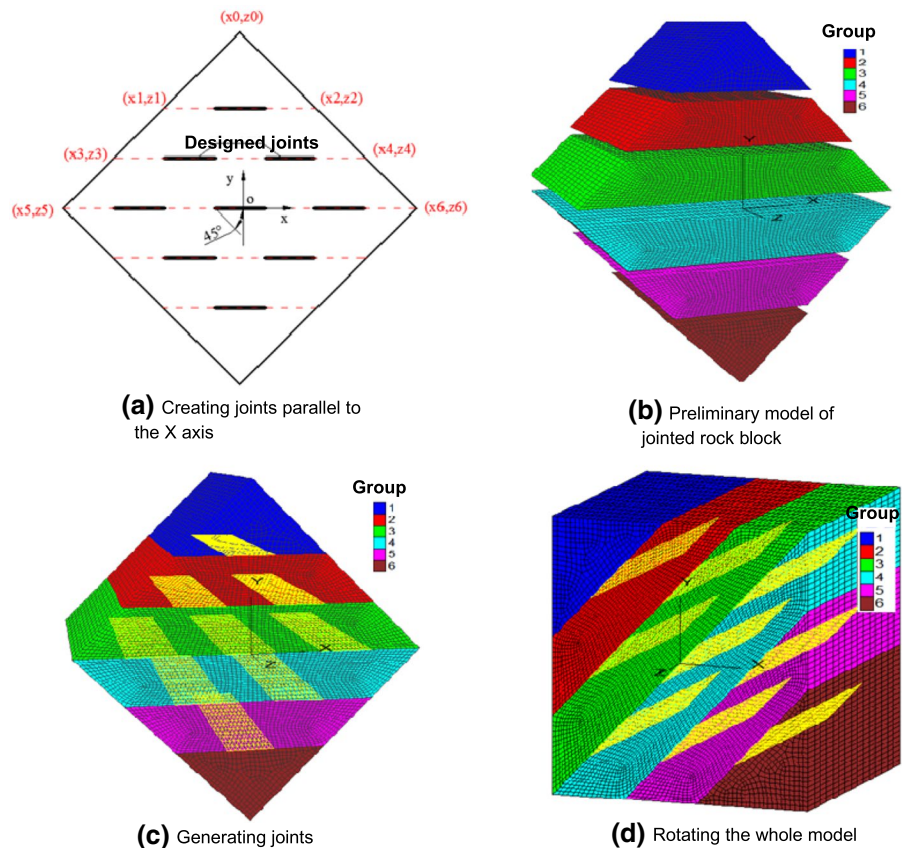 (x0,z0)
(x1,z1)
(x2,z2)
Designed joints
(x3,z3)
(x4,z4)
y
o
(x5,z5)
x
(x6,z6)
45°
(a) Creating joints parallel to
the X axis
Group
1
2
3
4
5
6
Y
X
Z
(b) Preliminary model of
jointed rock block
Group
1
2
3
4
5
6
Y
X
Z
(c) Generating joints
Group
1
2
3
4
5
6
Y
X
Z
(d) Rotating the whole model